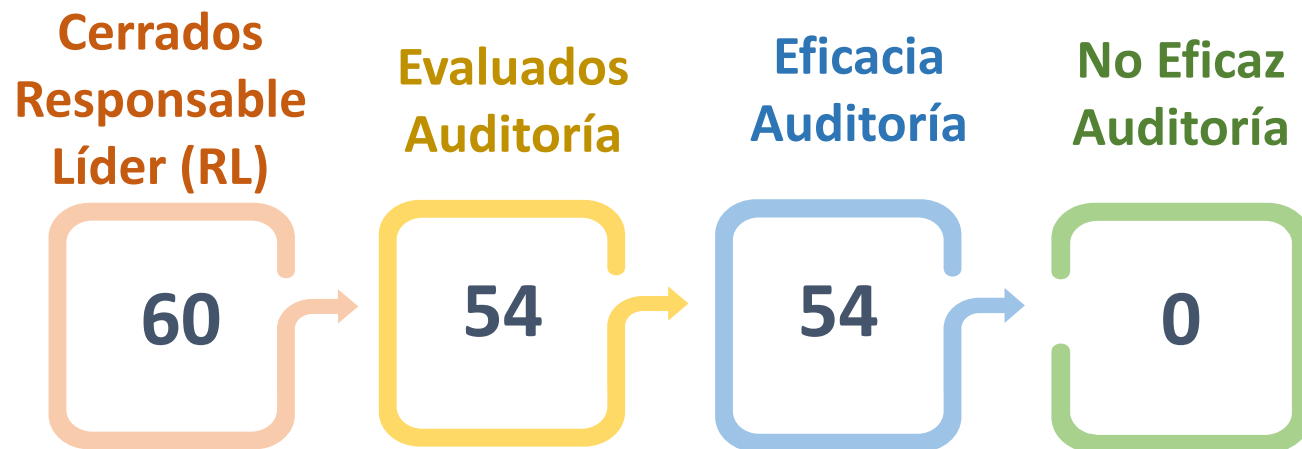 Cerrados
Responsable
Líder (RL)
60
Evaluados
Auditoría
54
Eficacia
Auditoría
54
No Eficaz
Auditoría
0